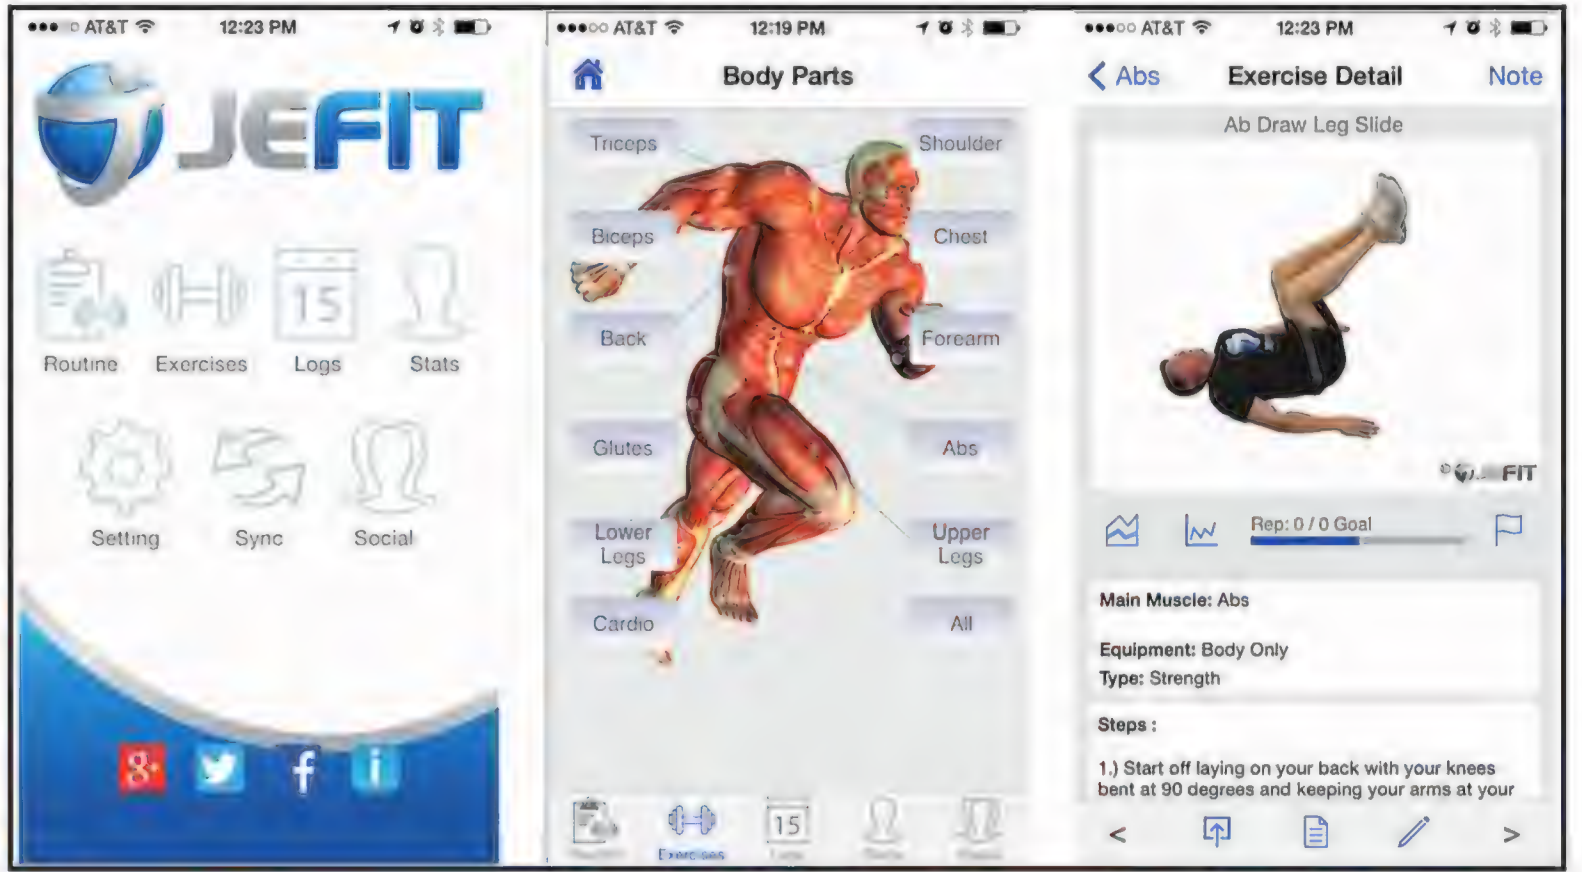 AT&T 12:23 PM
JEFIT
15
Routine Exercises Logs Stats
Setting Sync Social
g+ f i
AT&T 12:19 PM
Body Parts
Triceps Shoulder
Biceps Chest
Back Forearm
Glutes Abs
Lower Legs Upper Legs
Cardio All
15
Exercises
AT&T 12:23 PM
< Abs Exercise Detail Note
Ab Draw Leg Slide
© JEFIT
Rep: 0 / 0 Goal
Main Muscle: Abs
Equipment: Body Only
Type: Strength
Steps :
1.) Start off laying on your back with your knees
bent at 90 degrees and keeping your arms at your
< >